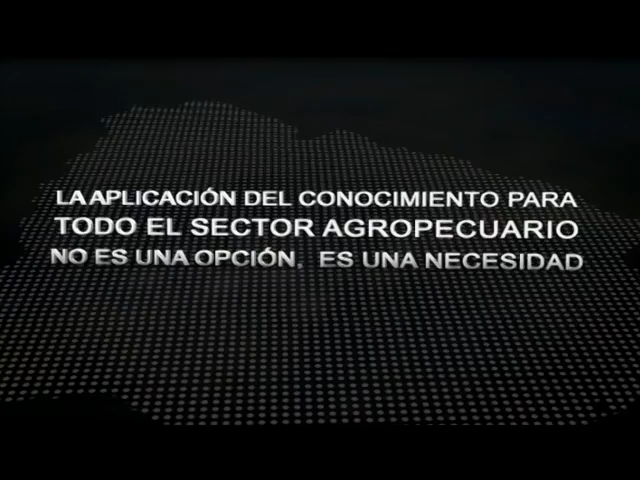 LA APLICACIÓN DEL CONOCIMIENTO PARA
TODO EL SECTOR AGROPECUARIO
NO ES UNA OPCIÓN, ES UNA NECESIDAD